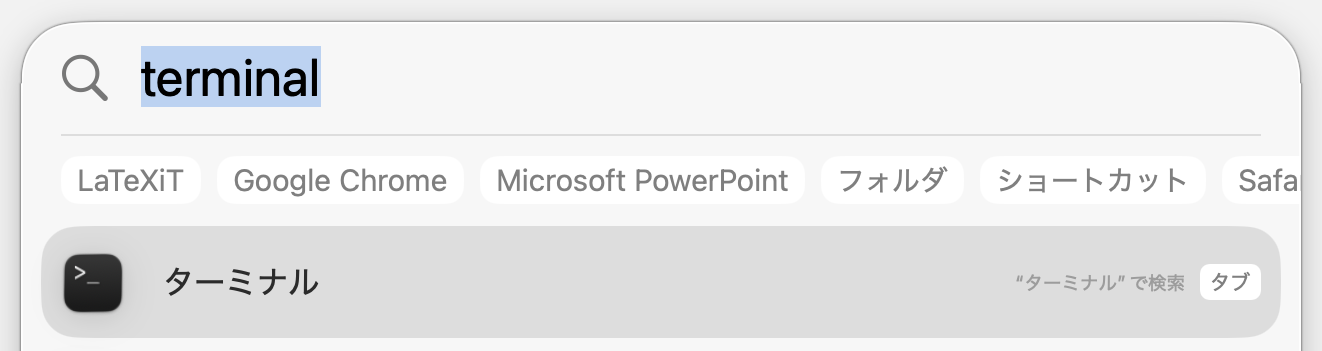 terminal
LaTeXiT Google Chrome Microsoft PowerPoint フォルダ ショートカット Safa
>_ ターミナル “ターミナル” で検索 タブ